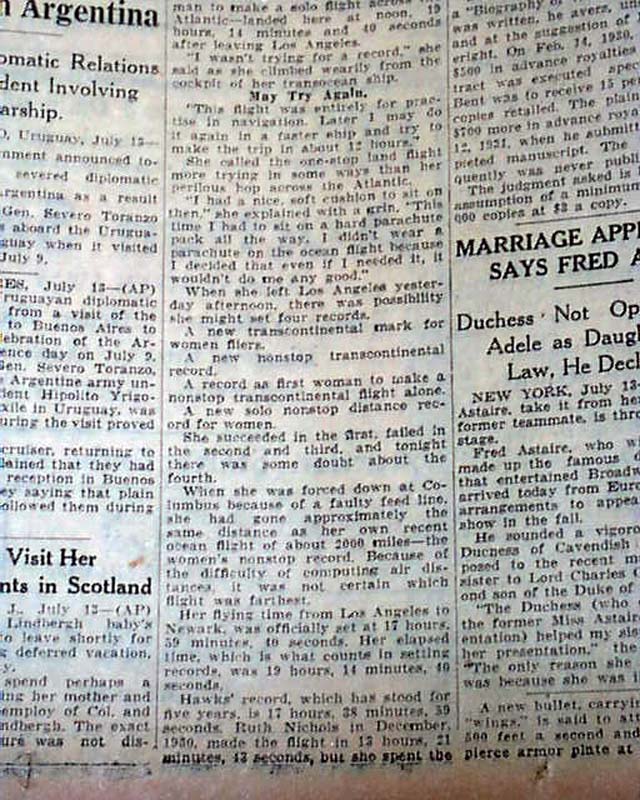 n Argentina
omatic Relations
dent Involving
arship.
O, Uruguay, July 13—
nment announced to-
severed diplomatic
rgentina as a result
Gen. Severo Toranzo
s aboard the Urugua-
guay when it visited
July 9.
ES, July 13—(AP)
ruguayan diplomatic
from a visit of the
to Buenos Aires to
lebration of the Ar-
ence day on July 9.
en. Severo Toranzo,
Argentine army un-
dent Hipolito Yrigo-
xile in Uruguay, was
uring the visit proved
cruiser, returning to
lained that they had
reception in Buenos
ey saying that plain
ollowed them during
Visit Her
nts in Scotland
J., July 13—(AP)
Lindbergh baby's
to leave shortly for
deferred vacation.
y.
spend perhaps a
ing her mother and
employ of Col. and
ndbergh. The exact
ure was not dis-
man to make a solo flight across the
Atlantic—landed here at noon, 19
hours, 14 minutes and 40 seconds
after leaving Los Angeles.
"I wasn't trying for a record," she
said as she climbed wearily from the
cockpit of her transocean ship.
May Try Again.
"This flight was entirely for prac-
tise in navigation. Later I may do
it again in a faster ship and try to
make the trip in about 12 hours."
She called the one-stop land flight
more trying in some ways than her
perilous hop across the Atlantic.
"I had a nice, soft cushion to sit on
then," she explained with a grin. "This
time I had to sit on a hard parachute
pack all the way. I didn't wear a
parachute on the ocean flight because
I decided that even if I needed it, it
wouldn't do me any good."
When she left Los Angeles yester-
day afternoon, there was possibility
she might set four records.
A new transcontinental mark for
women fliers.
A new nonstop transcontinental
record.
A record as first woman to make a
nonstop transcontinental flight alone.
A new solo nonstop distance rec-
ord for women.
She succeeded in the first, failed in
the second and third, and tonight
there was some doubt about the
fourth.
When she was forced down at Co-
lumbus because of a faulty feed line,
she had gone approximately the
same distance as her own recent
ocean flight of about 2000 miles—the
women's nonstop record. Because of
the difficulty of computing air dis-
tances, it was not certain which
flight was farthest.
Her flying time from Los Angeles to
Newark, was officially set at 17 hours,
59 minutes, 40 seconds. Her elapsed
time, which is what counts in setting
records, was 19 hours, 14 minutes, 40
seconds.
Hawks' record, which has stood for
five years, is 17 hours, 38 minutes, 59
seconds. Ruth Nichols in December,
1930, made the flight in 13 hours, 21
minutes, 43 seconds, but she spent the
a "Biography of
was written, he avers, un
and at the suggestion of
eright. On Feb. 14, 1930,
$500 in advance royalties
tract was executed spec
Bent was to receive 15 pe
copies retailed. The plain
$700 more in advance roya
12, 1931, when he submit
pleted manuscript. The
quently was never publ
The judgment asked is
assumption of a minimum
000 copies at $3 a copy.
MARRIAGE APP
SAYS FRED A
Duchess Not Op
Adele as Daug
Law, He Decl
NEW YORK, July 13
Astaire, take it from he
former teammate, is thr
stage.
Fred Astaire, who w
made up the famous d
that entertained Broadw
arrived today from Euro
arrangements to appea
show in the fall.
He sounded a vigoro
Duchess of Cavendish
posed to the recent m
sister to Lord Charles
ond son of the Duke of
"The Duchess (who
the former Miss Astair
entation) helped my sis
her presentation," the
"The only reason she
was because she was i
A new bullet, carryin
"wings," is said to att
500 feet a second and
pierce armor plate at